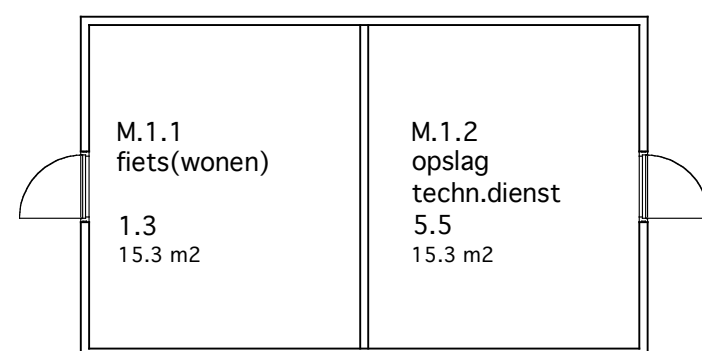 M.1.1
fiets(wonen)
1.3
15.3 m2
M.1.2
opslag
techn.dienst
5.5
15.3 m2